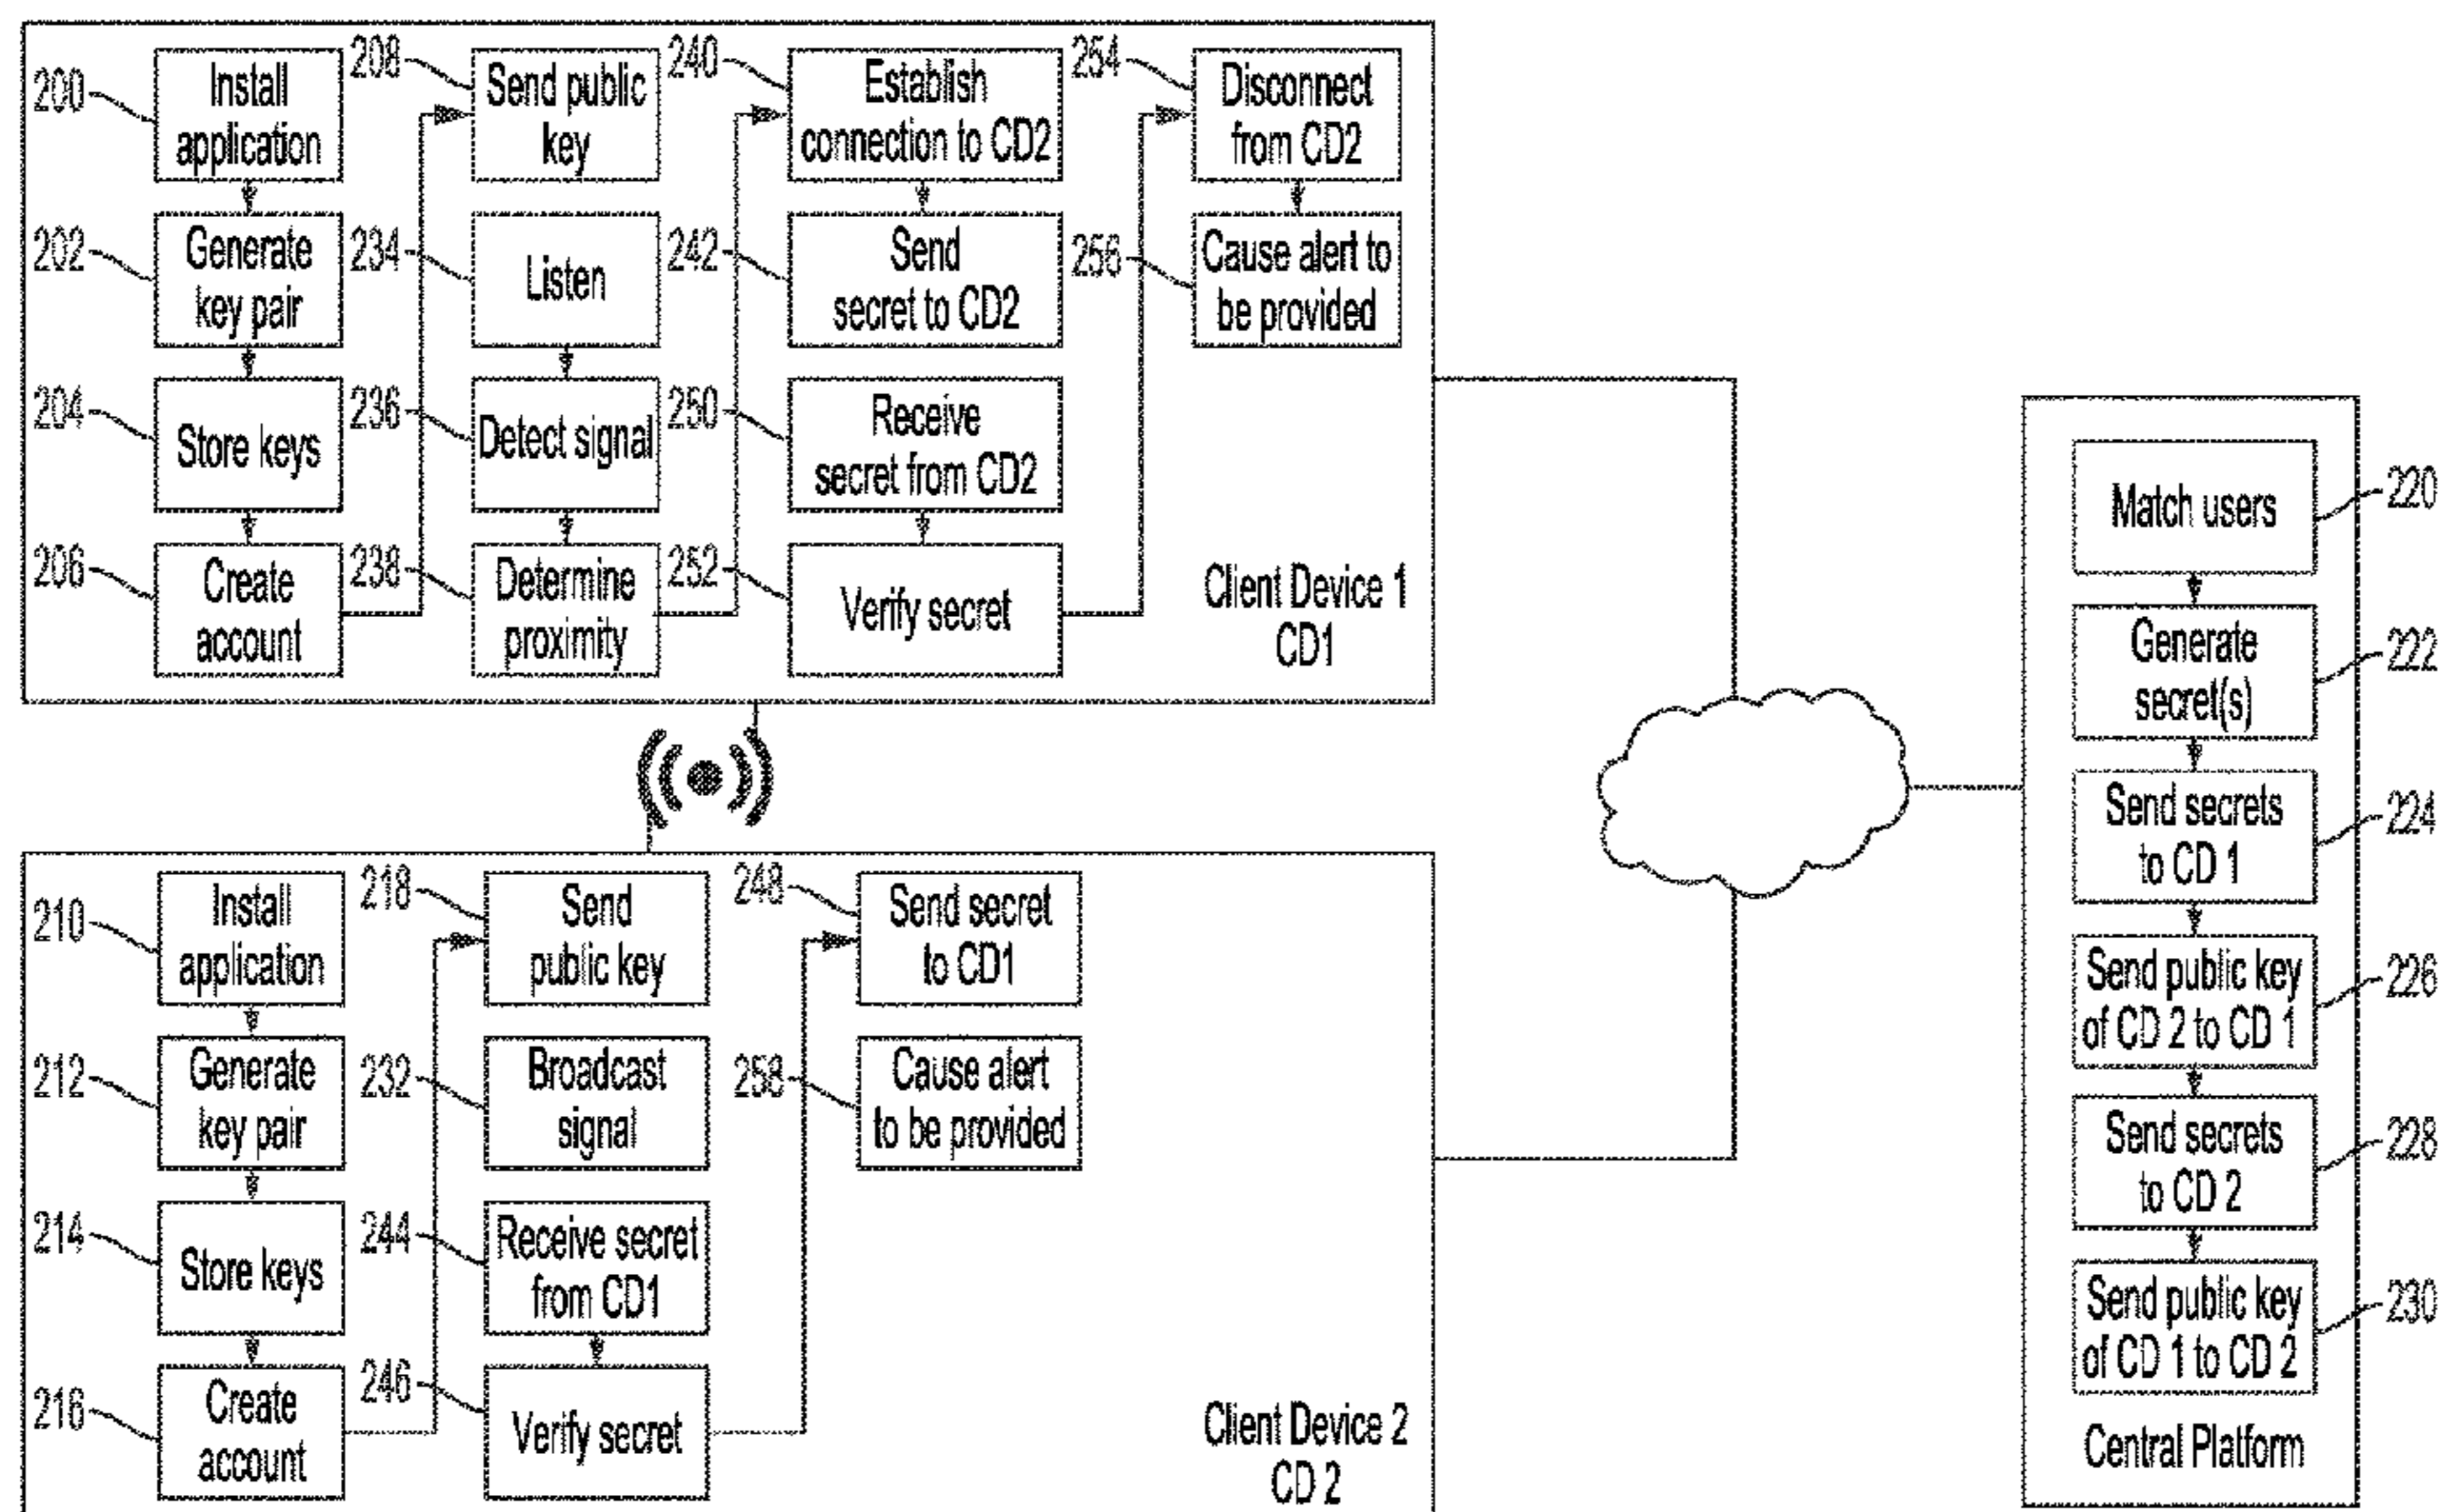 200
Install
application
202
Generate
key pair
204
Store keys
206
Create
account
208
Send public
key
234
Listen
236
Detect signal
238
Determine
proximity
240
Establish
connection to CD2
242
Send
secret to CD2
250
Receive
secret from CD2
252
Verify secret
254
Disconnect
from CD2
256
Cause alert to
be provided
Client Device 1
CD1
210
Install
application
212
Generate
key pair
214
Store keys
216
Create
account
218
Send
public key
232
Broadcast
signal
244
Receive secret
from CD1
246
Verify secret
248
Send secret
to CD1
258
Cause alert
to be provided
Client Device 2
CD 2
Match users
220
Generate
secret(s)
222
Send secrets
to CD 1
224
Send public key
of CD 2 to CD 1
226
Send secrets
to CD 2
228
Send public key
of CD 1 to CD 2
230
Central Platform